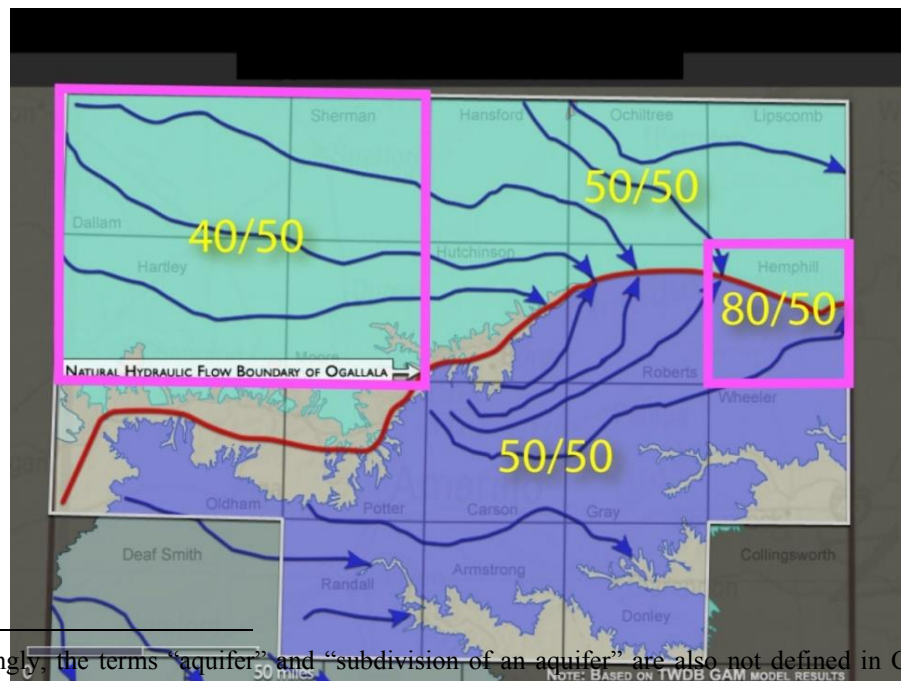 Sherman
Hansford
Ochiltree
Lipscomb
50/50
Dallam
40/50
Hutchinson
Hartley
Hemphill
80/50
Moore
NATURAL HYDRAULIC FLOW BOUNDARY OF OGALLALA
Roberts
Wheeler
50/50
Amarillo
Oldham
Potter
Carson
Gray
Deaf Smith
Collingsworth
Armstrong
Randall
Donley
the terms “aquifer” and “subdivision of an aquifer” are also not defined in
0
50 miles
NOTE: BASED ON TWDB GAM MODEL RESULTS